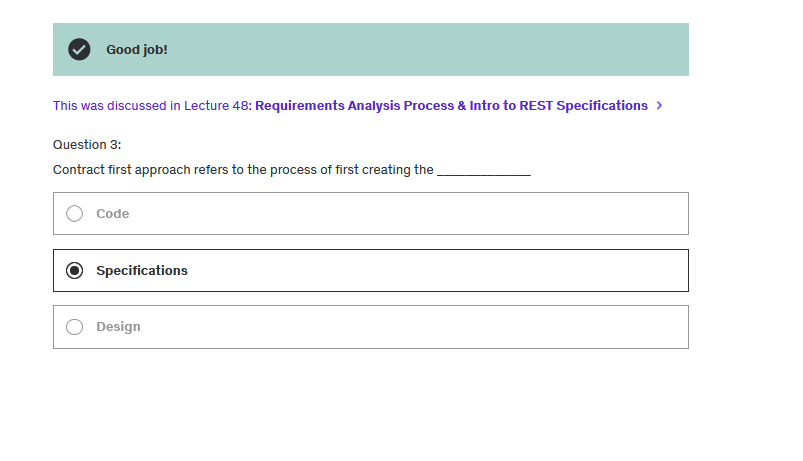 Good job!
This was discussed in Lecture 48: Requirements Analysis Process & Intro to REST Specifications >
Question 3:
Contract first approach refers to the process of first creating the _____________
Code
Specifications
Design